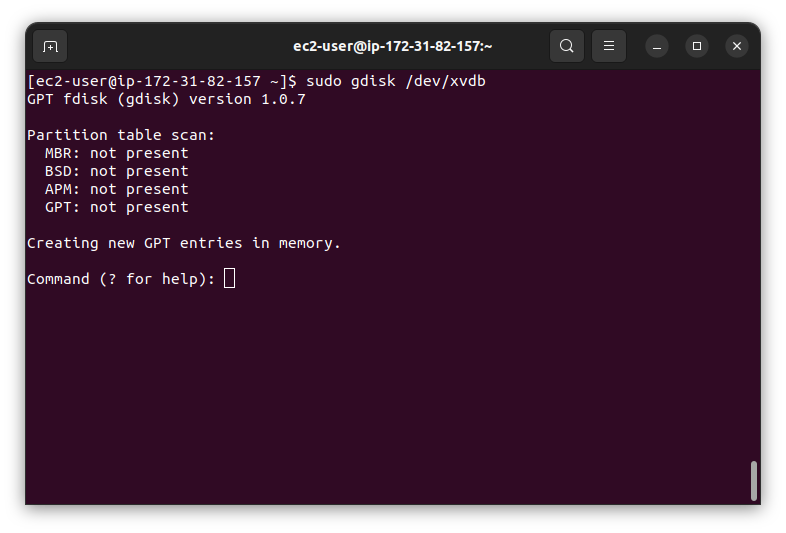 ec2-user@ip-172-31-82-157:~
[ec2-user@ip-172-31-82-157 ~]$ sudo gdisk /dev/xvdb
GPT fdisk (gdisk) version 1.0.7
Partition table scan:
  MBR: not present
  BSD: not present
  APM: not present
  GPT: not present
Creating new GPT entries in memory.
Command (? for help):